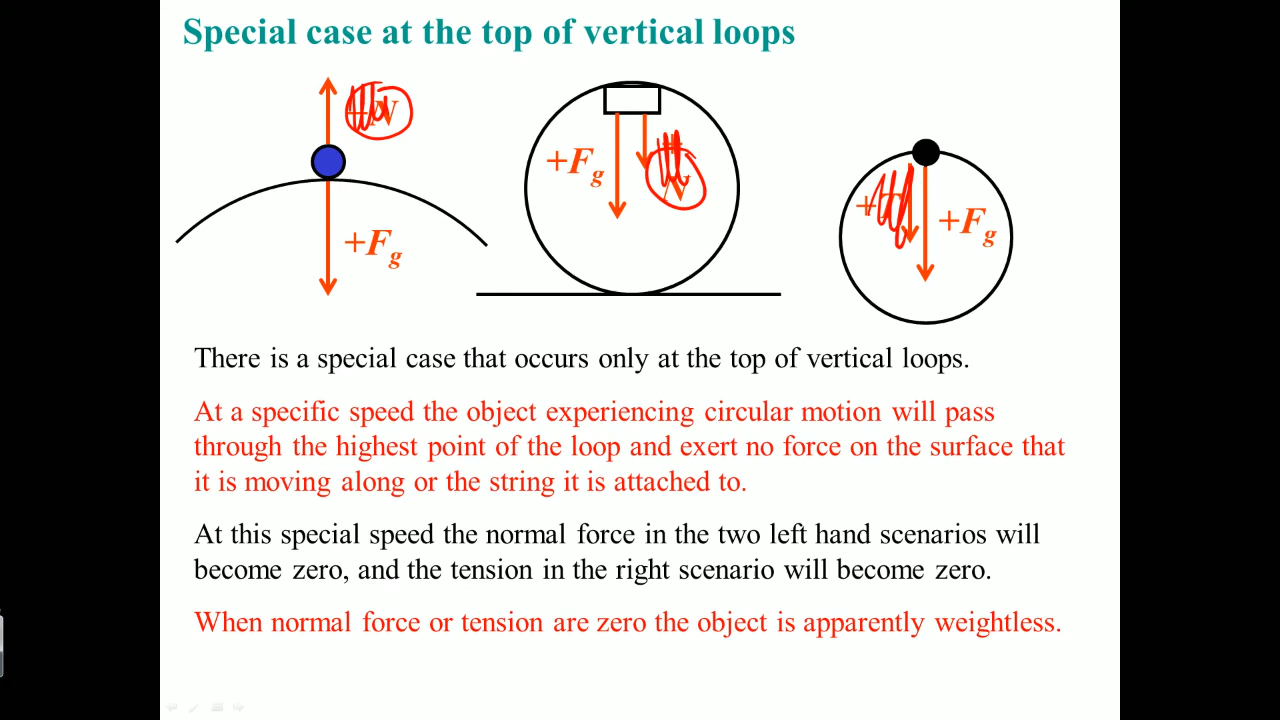 Special case at the top of vertical loops
N
+Fg
+Fg
N
+Fg
There is a special case that occurs only at the top of vertical loops.
At a specific speed the object experiencing circular motion will pass
through the highest point of the loop and exert no force on the surface that
it is moving along or the string it is attached to.
At this special speed the normal force in the two left hand scenarios will
become zero, and the tension in the right scenario will become zero.
When normal force or tension are zero the object is apparently weightless.